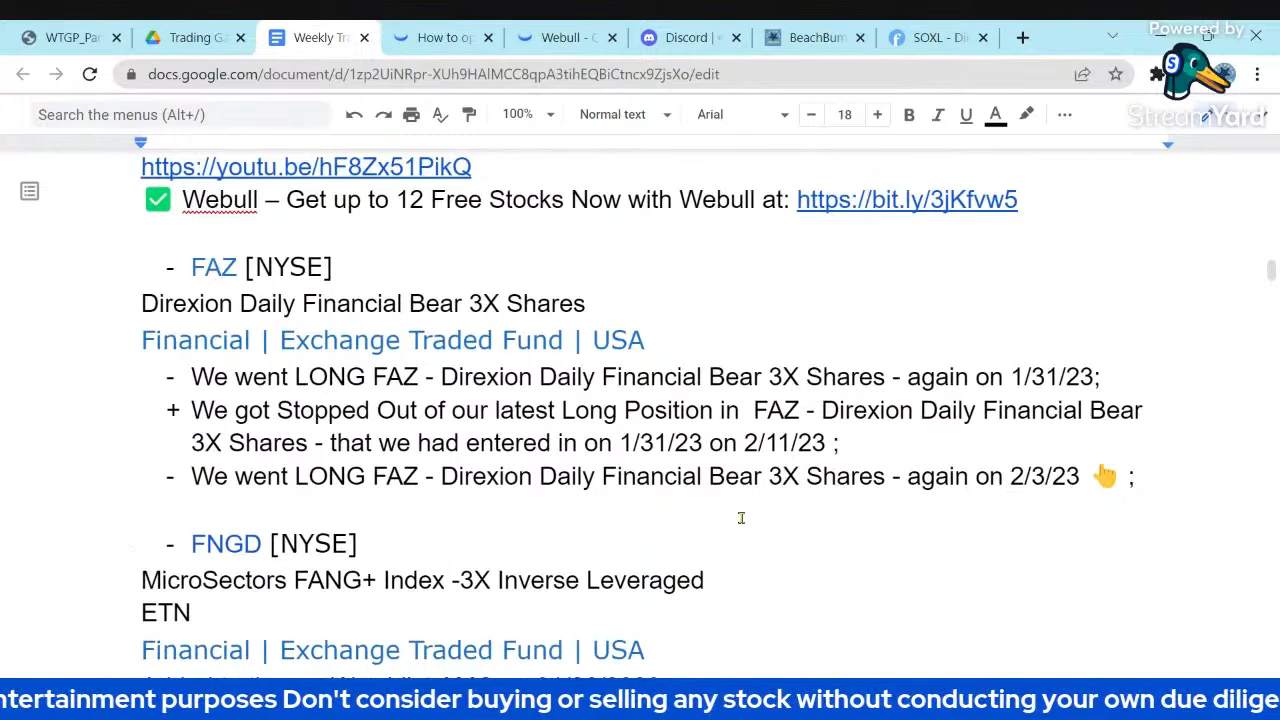 Powered by
WTGP_Pa
Trading G
Weekly Tr
How to o
Webull - C
Discord |
BeachBum
SOXL - Di
docs.google.com/document/d/1zp2UiNRpr-XUh9HAlMCC8qpA3tihEQBiCtncx9ZjsXo/edit
StreamYard
Search the menus (Alt+/)
100%
Normal text
Arial
18
B I U A
https://youtu.be/hF8Zx51PikQ
✅ Webull – Get up to 12 Free Stocks Now with Webull at: https://bit.ly/3jKfvw5
- FAZ [NYSE]
Direxion Daily Financial Bear 3X Shares
Financial | Exchange Traded Fund | USA
- We went LONG FAZ - Direxion Daily Financial Bear 3X Shares - again on 1/31/23;
+ We got Stopped Out of our latest Long Position in FAZ - Direxion Daily Financial Bear
3X Shares - that we had entered in on 1/31/23 on 2/11/23 ;
- We went LONG FAZ - Direxion Daily Financial Bear 3X Shares - again on 2/3/23 👆 ;
- FNGD [NYSE]
MicroSectors FANG+ Index -3X Inverse Leveraged
ETN
Financial | Exchange Traded Fund | USA
ntertainment purposes Don't consider buying or selling any stock without conducting your own due dilige